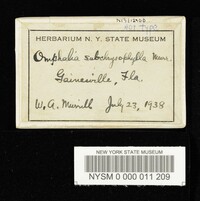 HERBARIUM N. Y. STATE MUSEUM
Omphalia subchrysophylla Murr.
Gainesville, Fla.
W. A. Murrill July 23, 1938
NEW YORK STATE MUSEUM
NYSM 0 000 011 209